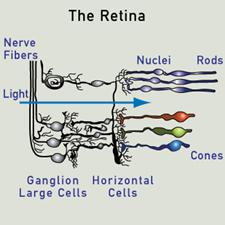 The Retina
Nerve
Fibers
Nuclei
Rods
Light
Cones
Ganglion
Large Cells
Horizontal
Cells